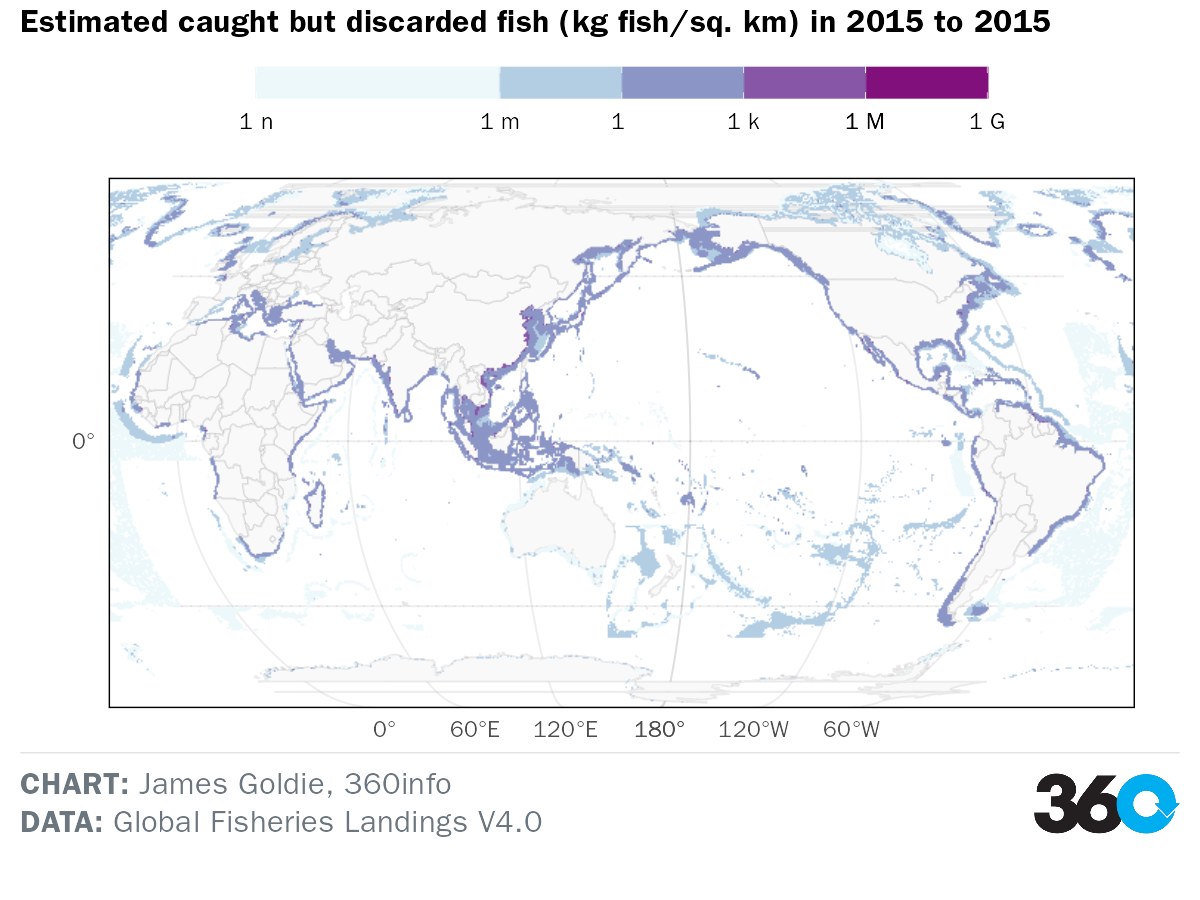 Estimated caught but discarded fish (kg fish/sq. km) in 2015 to 2015
1 n 1 m 1 1 k 1 M 1 G
0°
0° 60°E 120°E 180° 120°W 60°W
CHART: James Goldie, 360info
DATA: Global Fisheries Landings V4.0
360